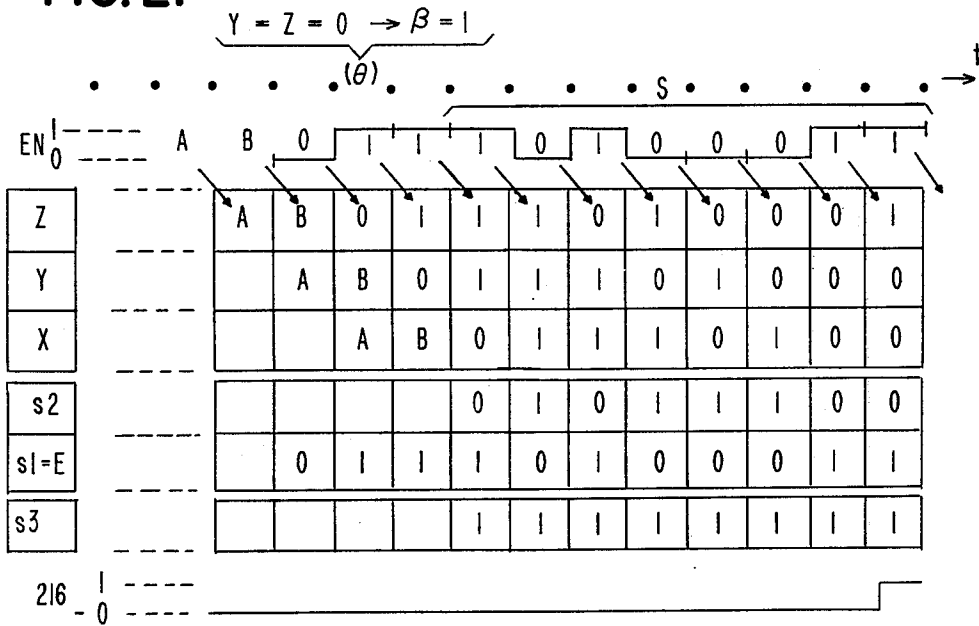 Y = Z = 0 → β = 1
(θ)
S
t
EN 1 0 A B 0 1 1 1 0 1 0 0 0 1 1
Z A B 0 1 1 1 0 1 0 0 0 1
Y A B 0 1 1 1 0 1 0 0 0
X A B 0 1 1 1 0 1 0 0
s2 0 1 0 1 1 1 0 0
s1=E 0 1 1 1 0 1 0 0 0 1 1
s3 1 1 1 1 1 1 1 1
216 1 0